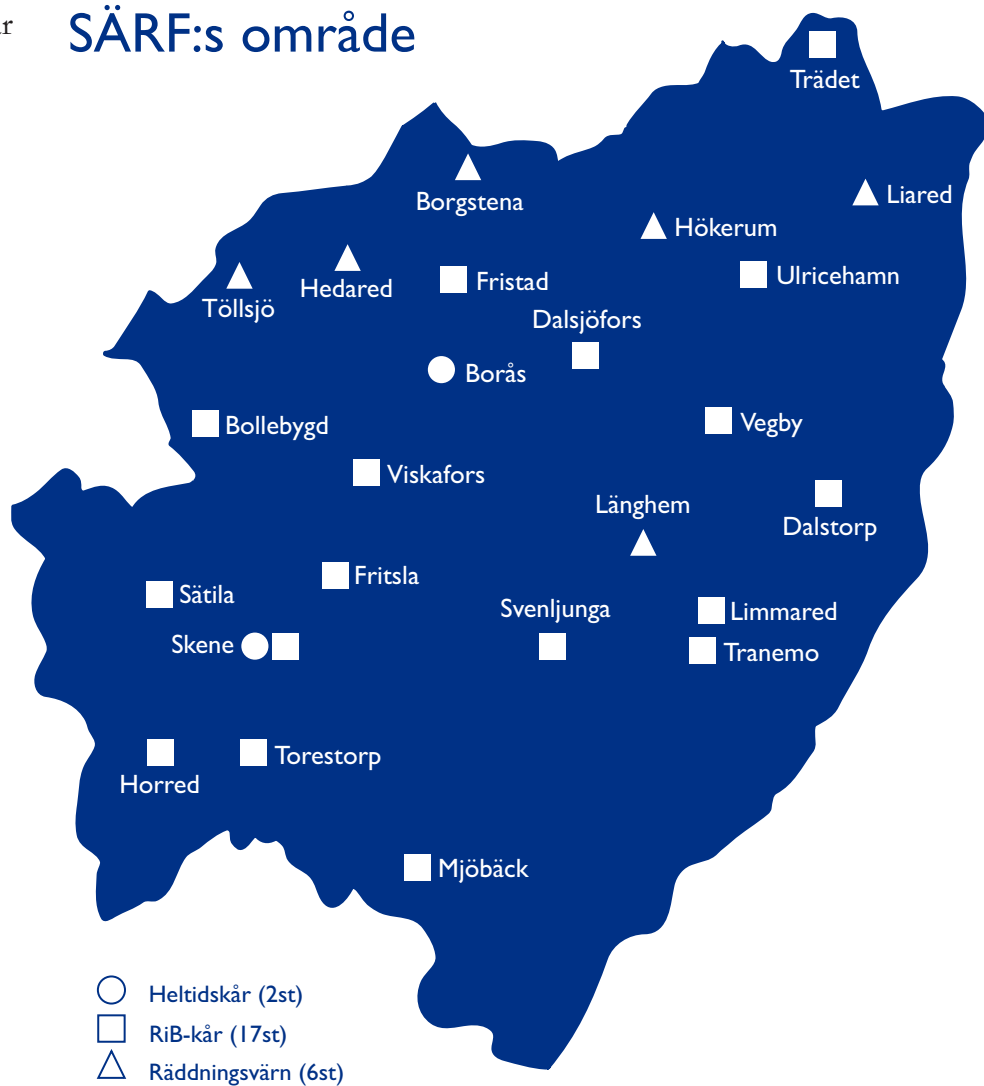 är
SÄRF:s område
Trädet
Borgstena
Liared
Hökerum
Hedared
Fristad
Ulricehamn
Töllsjö
Dalsjöfors
Borås
Bollebygd
Vegby
Viskafors
Länghem
Dalstorp
Fritsla
Sätila
Svenljunga
Limmared
Skene
Tranemo
Torestorp
Horred
Mjöbäck
Heltidskår (2st)
RiB-kår (17st)
Räddningsvärn (6st)